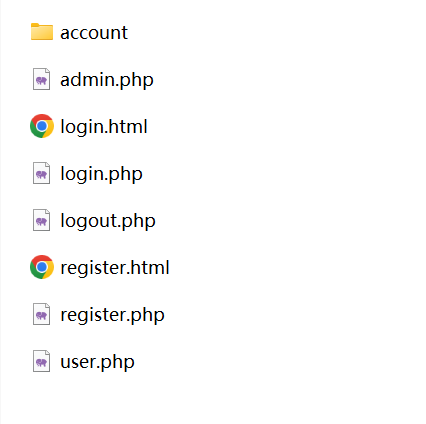 account
admin.php
login.html
login.php
logout.php
register.html
register.php
user.php